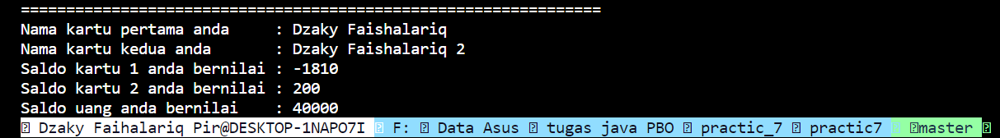 ================================================================
Nama kartu pertama anda     : Dzaky Faishalariq
Nama kartu kedua anda       : Dzaky Faishalariq 2
Saldo kartu 1 anda bernilai : -1810
Saldo kartu 2 anda bernilai : 200
Saldo uang anda bernilai    : 40000
Dzaky Faihalariq Pir@DESKTOP-1NAPO7I F: Data Asus tugas java PBO practic_7 practic7 master